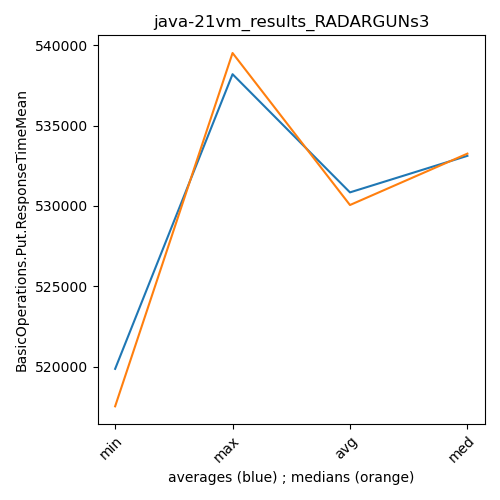 java-21vm_results_RADARGUNs3
BasicOperations.Put.ResponseTimeMean
540000
535000
530000
525000
520000
min
max
avg
med
averages (blue) ; medians (orange)